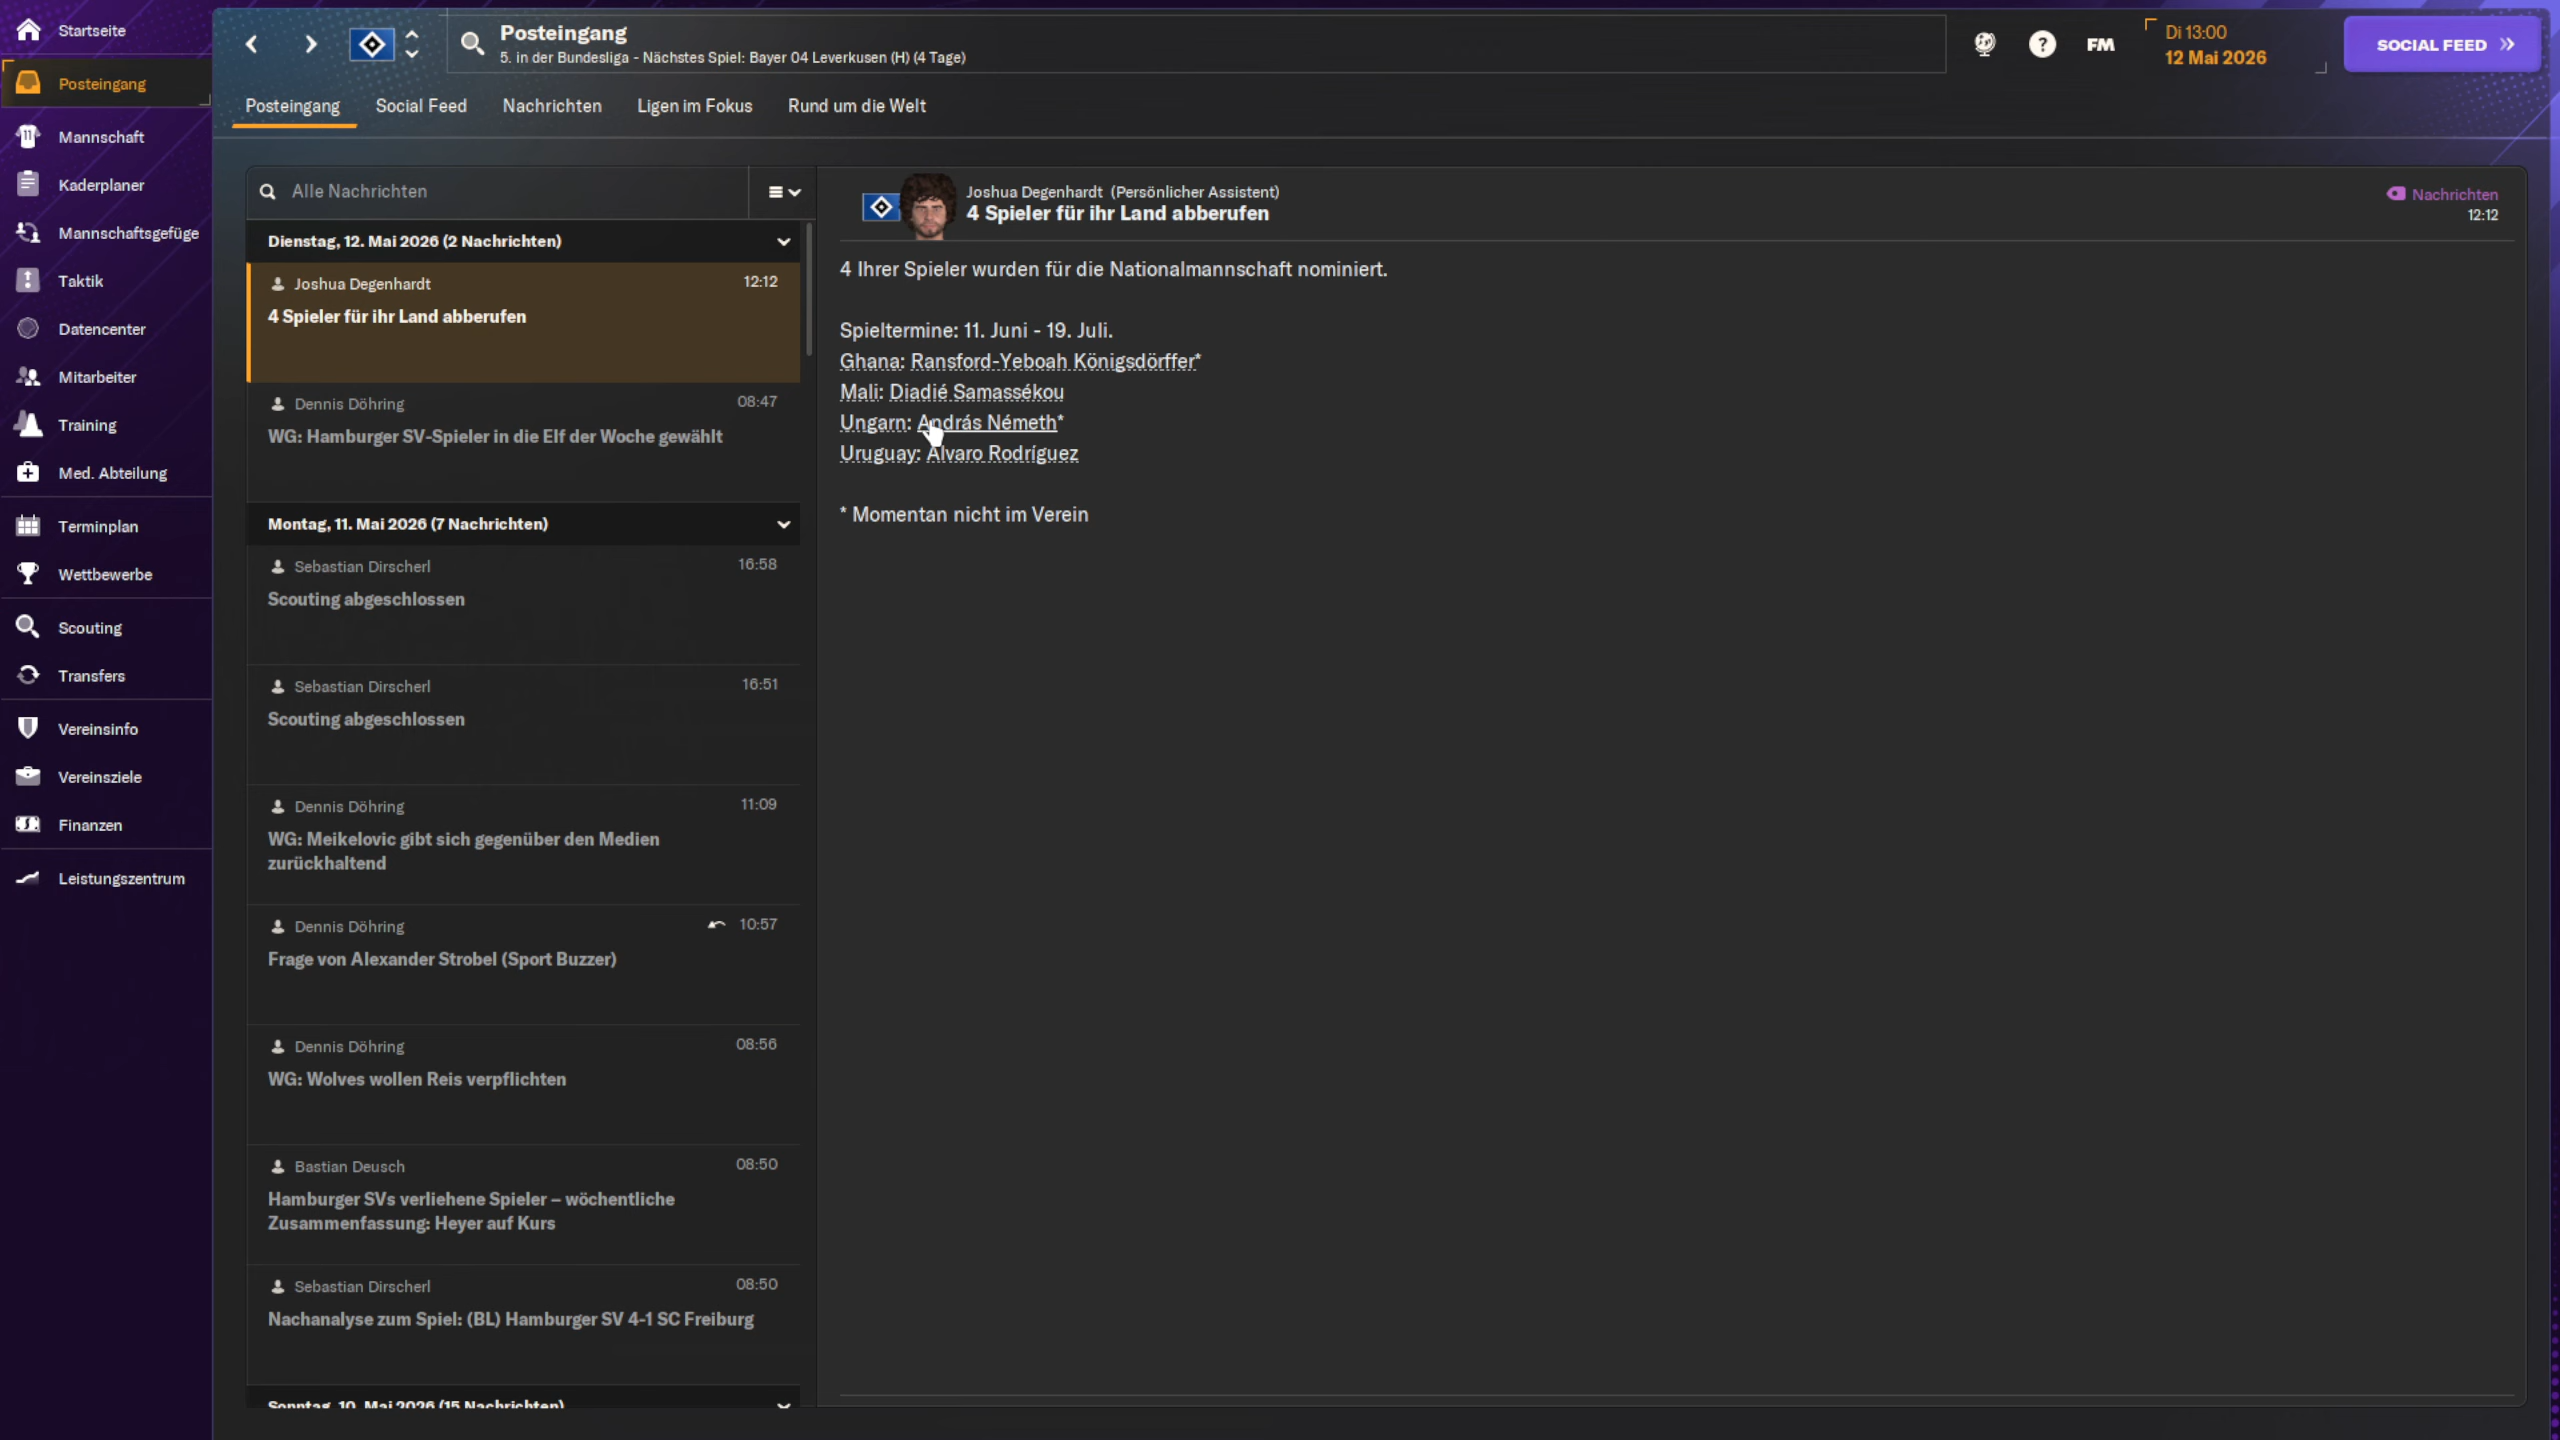 Startseite
Posteingang
Mannschaft
Kaderplaner
Mannschaftsgefüge
Taktik
Datencenter
Mitarbeiter
Training
Med. Abteilung
Terminplan
Wettbewerbe
Scouting
Transfers
Vereinsinfo
Vereinsziele
Finanzen
Leistungszentrum
Posteingang
5. in der Bundesliga - Nächstes Spiel: Bayer 04 Leverkusen (H) (4 Tage)
FM
Di 13:00
12 Mai 2026
SOCIAL FEED
Posteingang Social Feed Nachrichten Ligen im Fokus Rund um die Welt
Alle Nachrichten
Dienstag, 12. Mai 2026 (2 Nachrichten)
Joshua Degenhardt 12:12
4 Spieler für ihr Land abberufen
Dennis Döhring 08:47
WG: Hamburger SV-Spieler in die Elf der Woche gewählt
Montag, 11. Mai 2026 (7 Nachrichten)
Sebastian Dirscherl 16:58
Scouting abgeschlossen
Sebastian Dirscherl 16:51
Scouting abgeschlossen
Dennis Döhring 11:09
WG: Meikelovic gibt sich gegenüber den Medien
zurückhaltend
Dennis Döhring 10:57
Frage von Alexander Strobel (Sport Buzzer)
Dennis Döhring 08:56
WG: Wolves wollen Reis verpflichten
Bastian Deusch 08:50
Hamburger SVs verliehene Spieler – wöchentliche
Zusammenfassung: Heyer auf Kurs
Sebastian Dirscherl 08:50
Nachanalyse zum Spiel: (BL) Hamburger SV 4-1 SC Freiburg
Sonntag, 10. Mai 2026 (15 Nachrichten)
Joshua Degenhardt (Persönlicher Assistent)
4 Spieler für ihr Land abberufen
Nachrichten
12:12
4 Ihrer Spieler wurden für die Nationalmannschaft nominiert.
Spieltermine: 11. Juni - 19. Juli.
Ghana: Ransford-Yeboah Königsdörffer*
Mali: Diadié Samassékou
Ungarn: András Németh*
Uruguay: Álvaro Rodríguez
* Momentan nicht im Verein